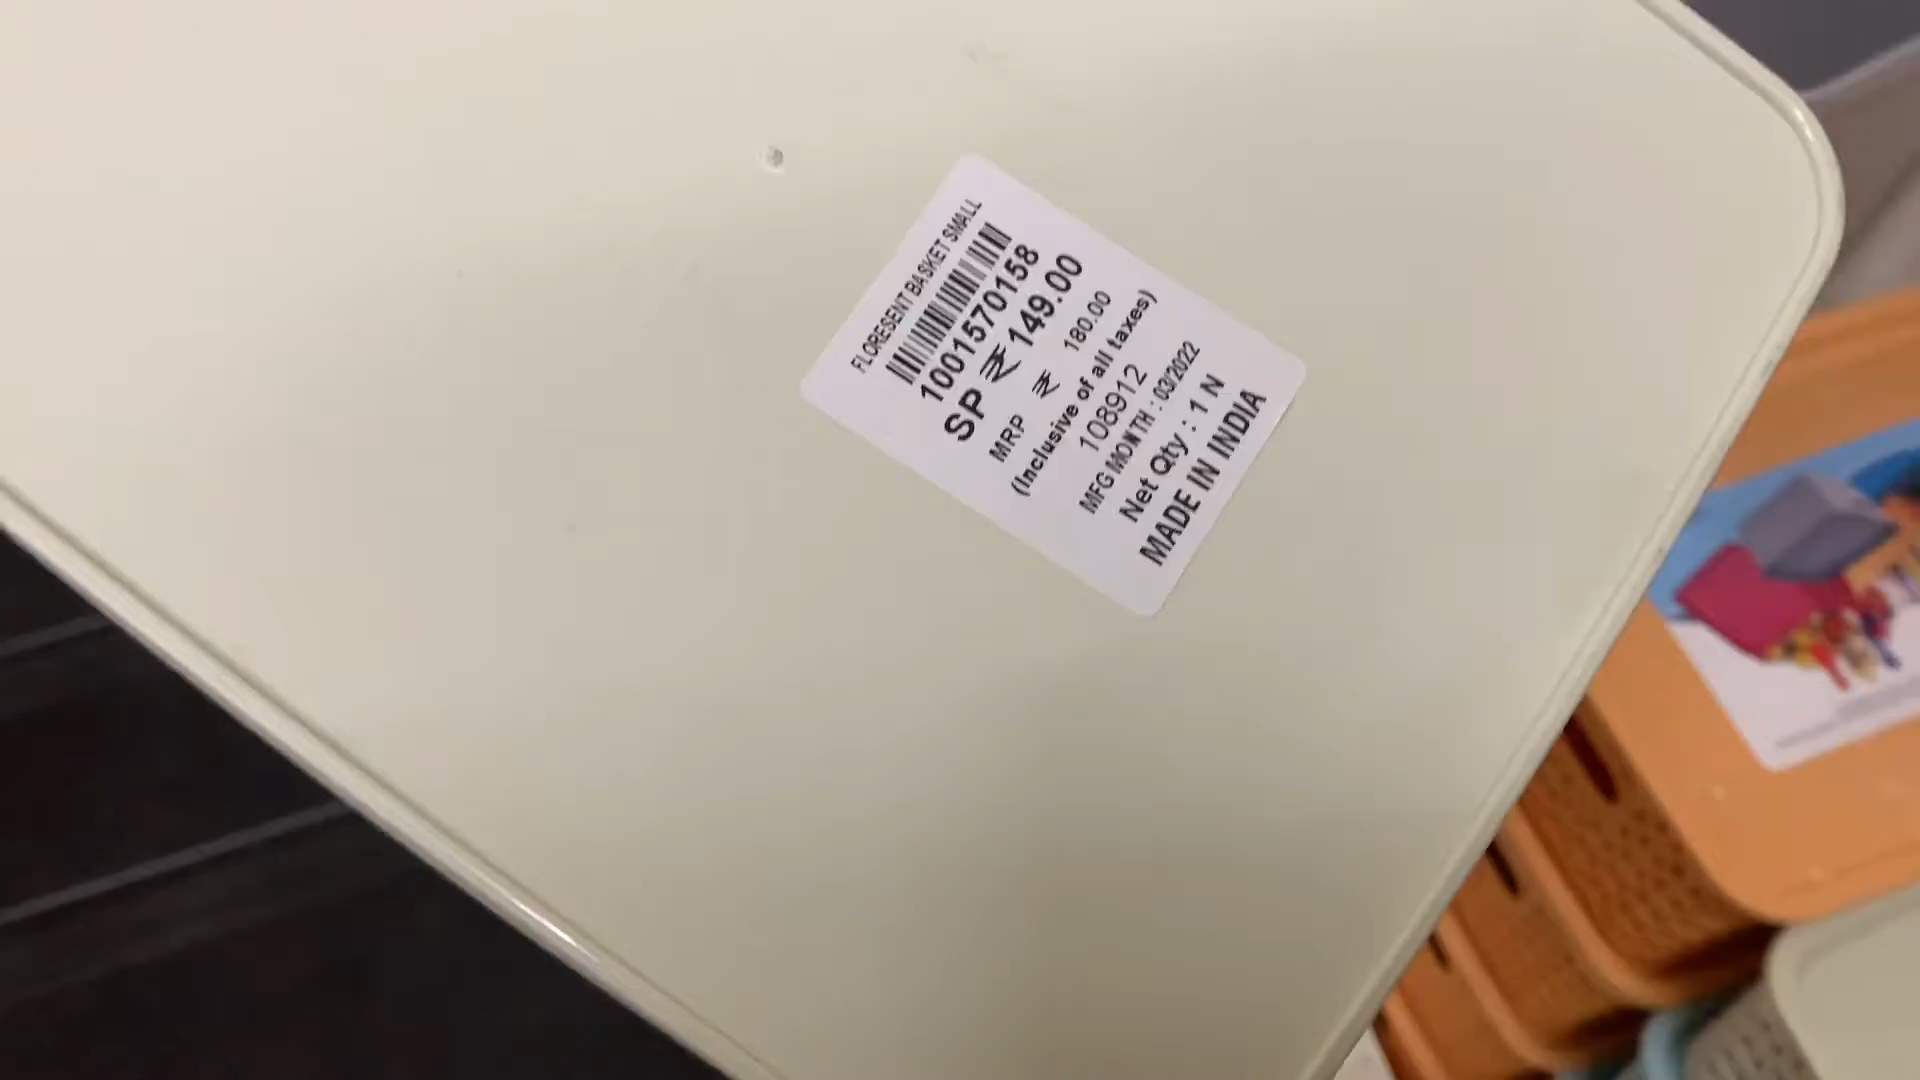 FLORESENT BASKET SMALL
1001570158
SP ₹ 149.00
MRP ₹ 180.00
(Inclusive of all taxes)
108912
MFG MONTH : 03/2022
Net Qty : 1 N
MADE IN INDIA